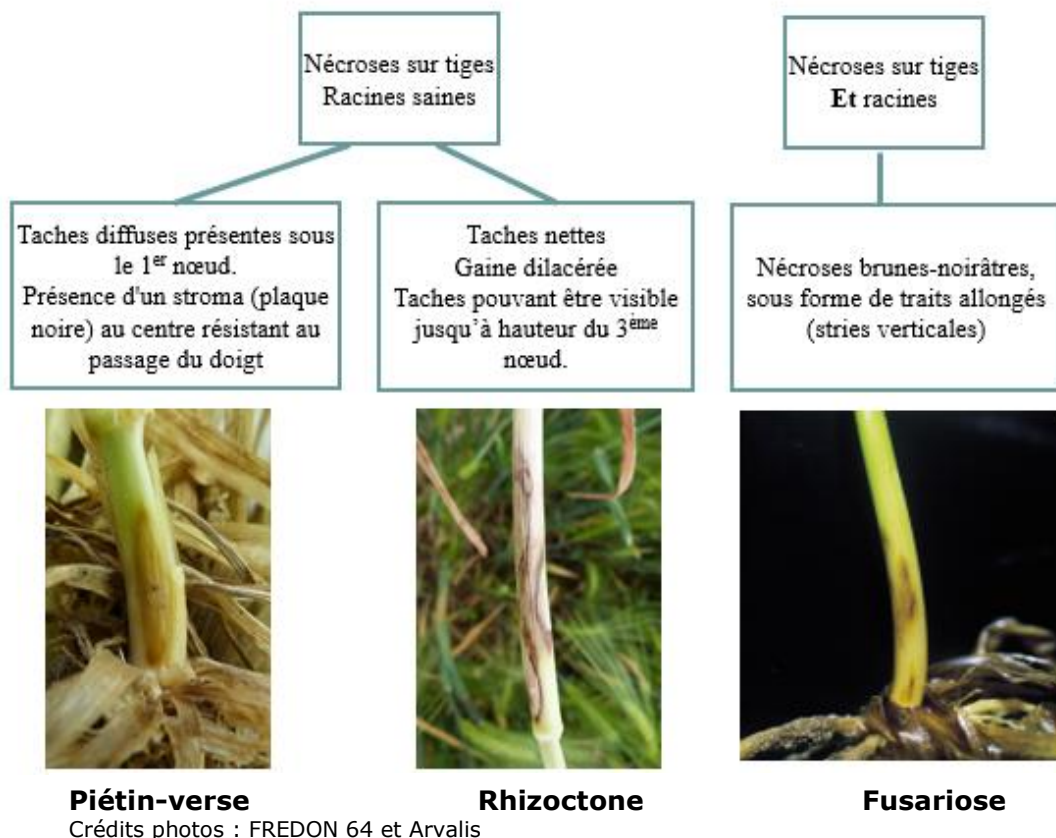 Nécroses sur tiges
Racines saines
Nécroses sur tiges
Et racines
Taches diffuses présentes sous
le 1er nœud.
Présence d'un stroma (plaque
noire) au centre résistant au
passage du doigt
Taches nettes
Gaine dilacérée
Taches pouvant être visible
jusqu'à hauteur du 3ème
nœud.
Nécroses brunes-noirâtres,
sous forme de traits allongés
(stries verticales)
Piétin-verse
Rhizoctone
Fusariose
Crédits photos : FREDON 64 et Arvalis